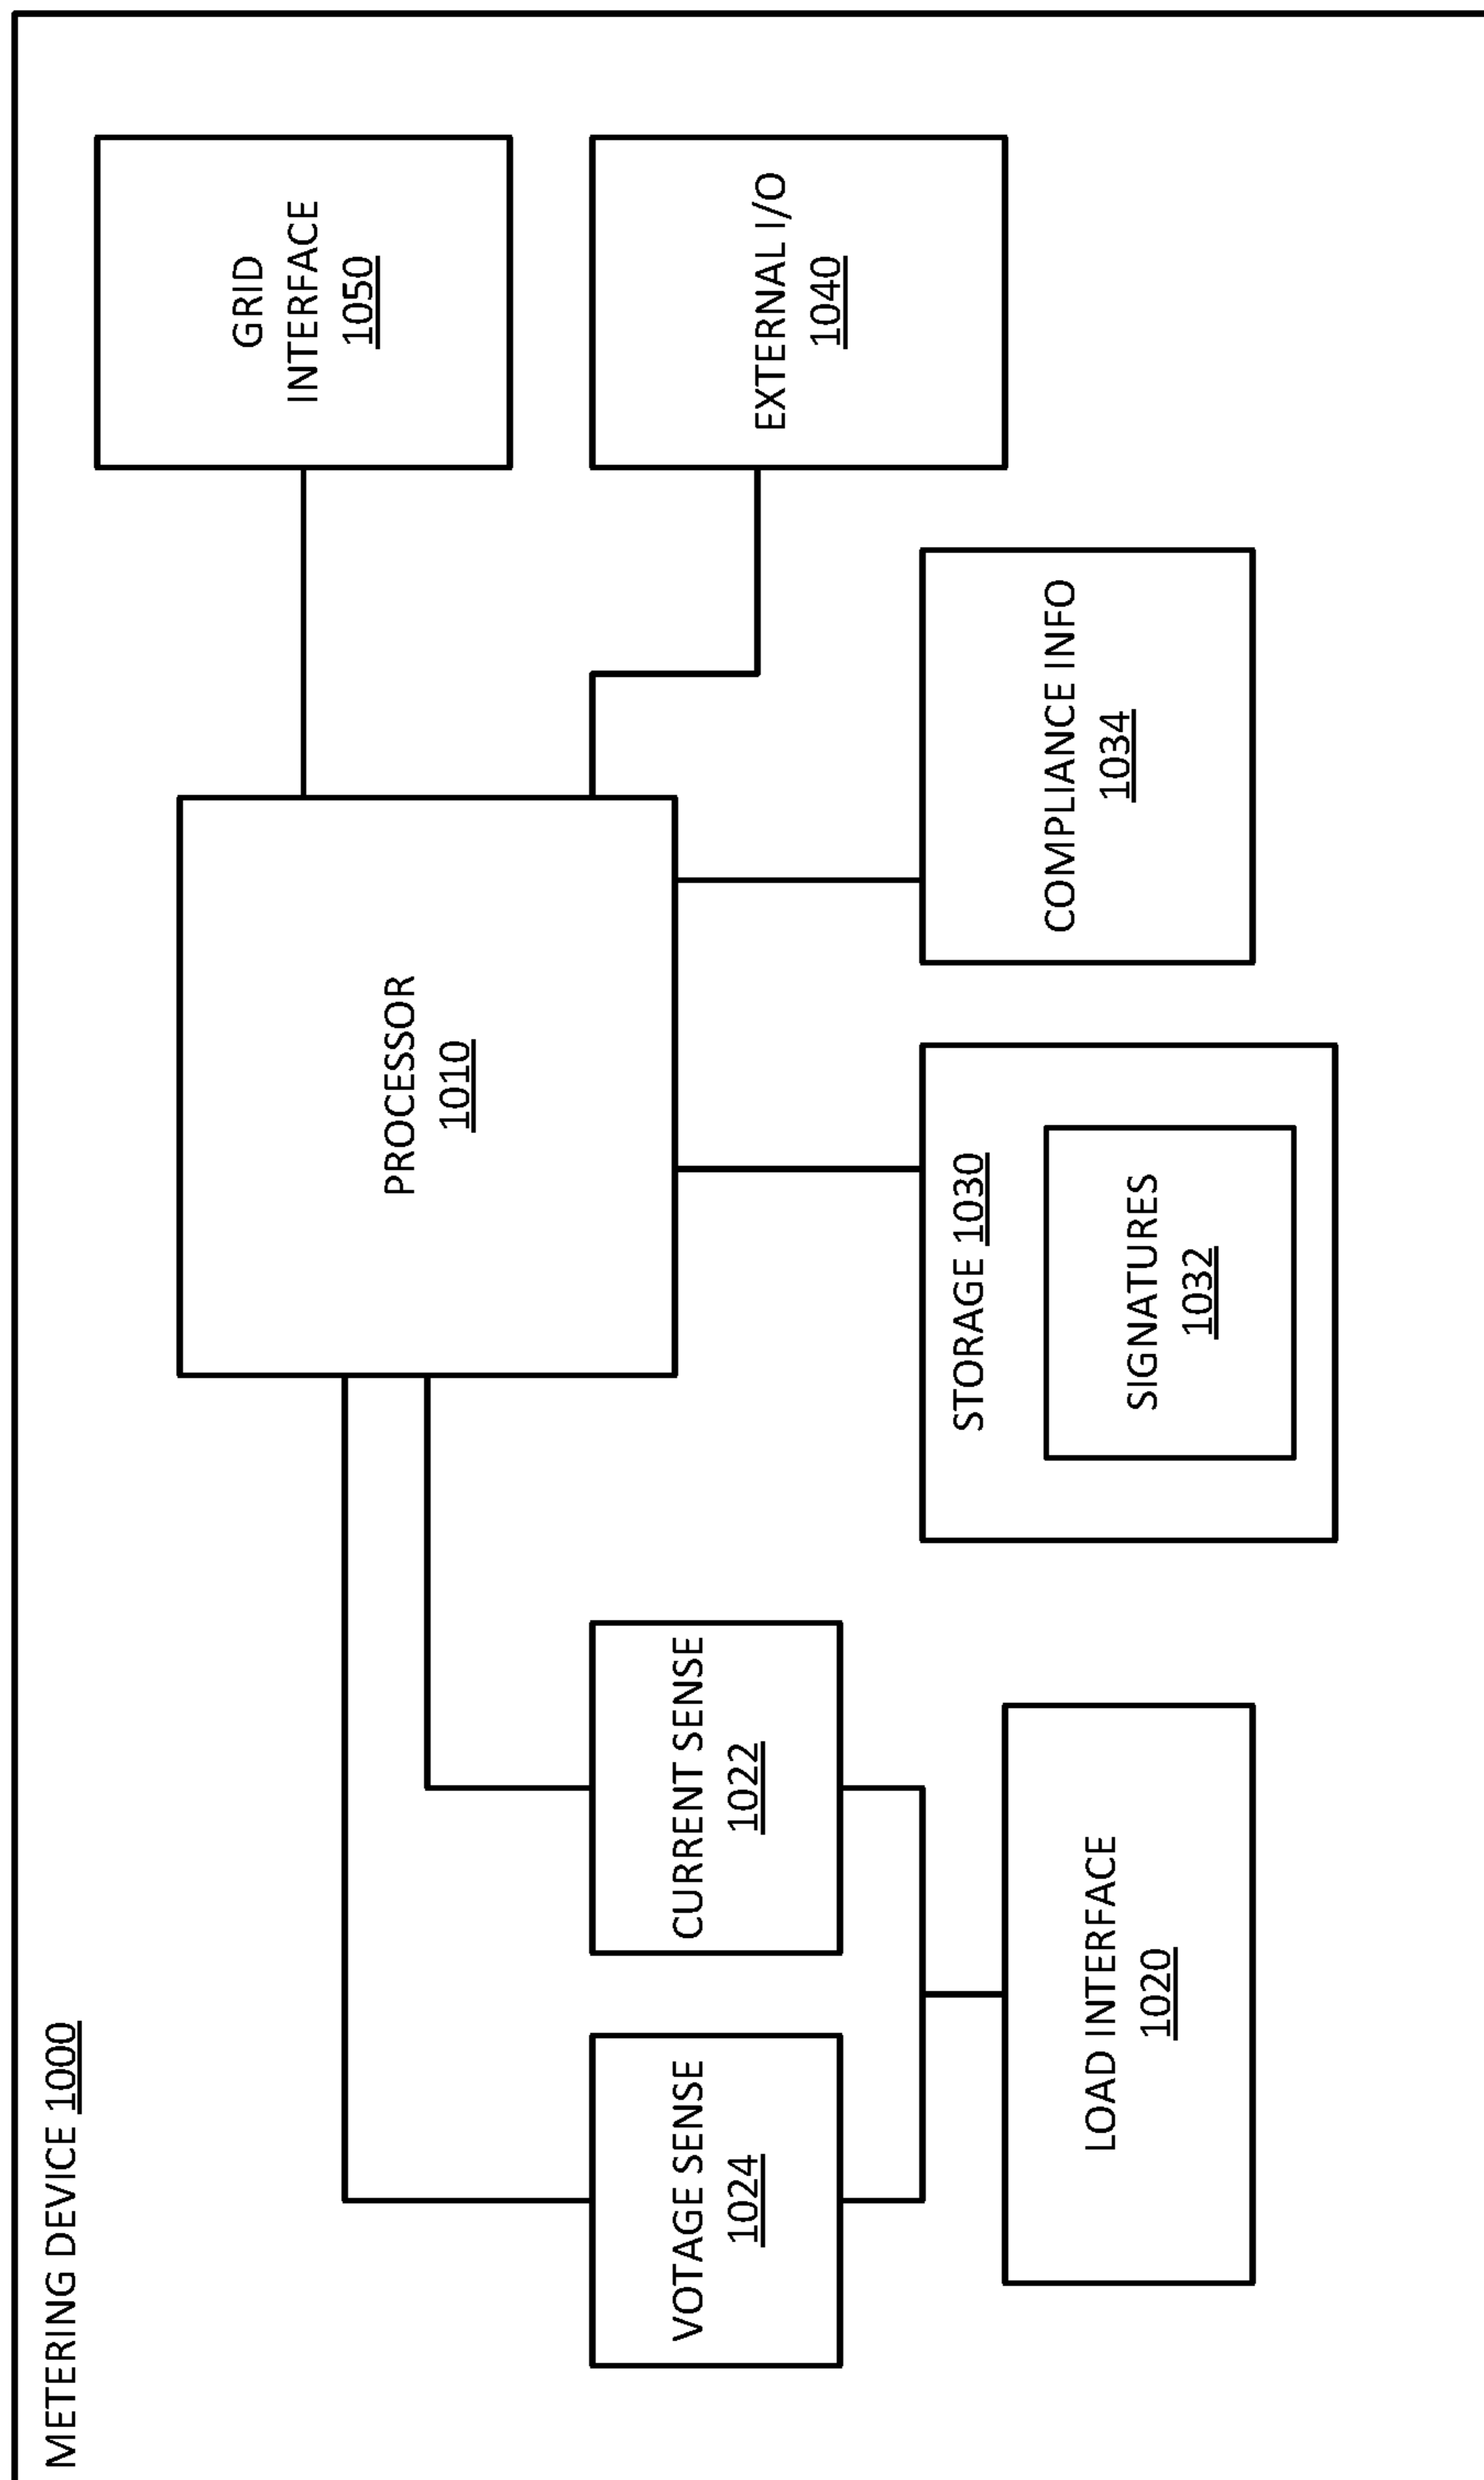 METERING DEVICE 1000
PROCESSOR
1010
GRID
INTERFACE
1050
VOTAGE SENSE
1024
CURRENT SENSE
1022
EXTERNAL I/O
1040
STORAGE 1030
SIGNATURES
1032
COMPLIANCE INFO
1034
LOAD INTERFACE
1020